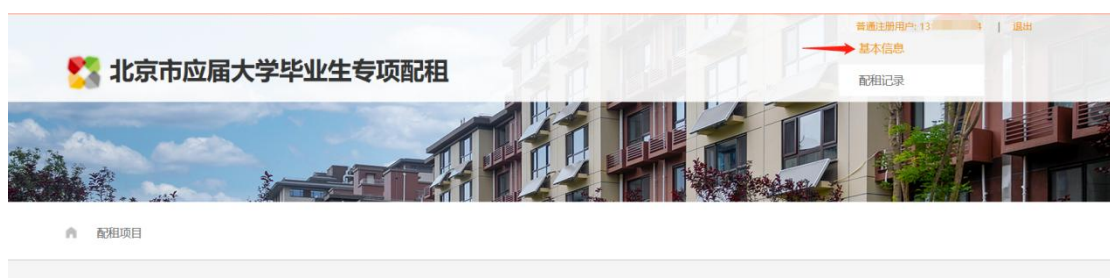 普通注册用户: 13 4 | 退出
基本信息
北京市应届大学毕业生专项配租
配租记录
配租项目